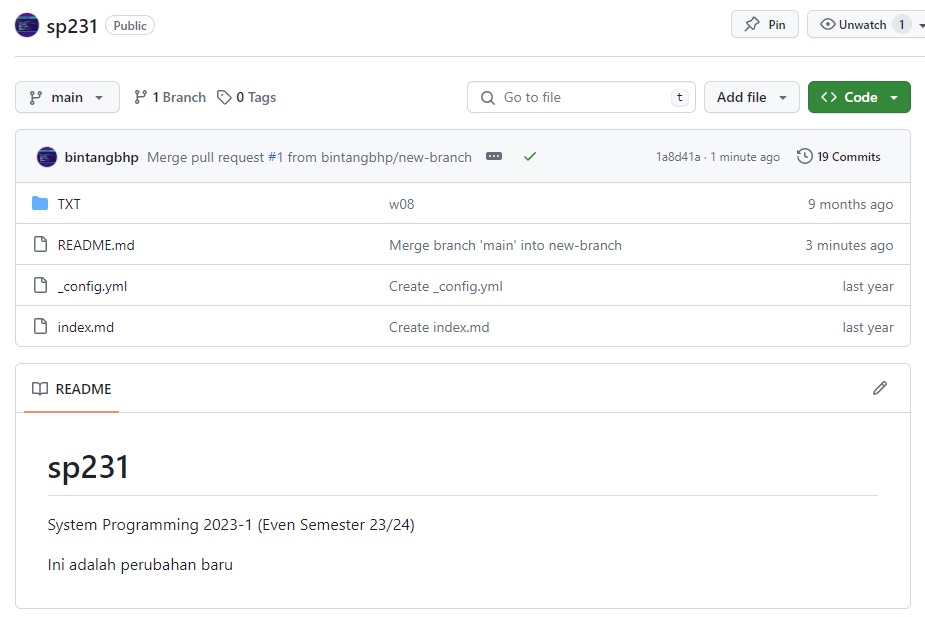 sp231 Public Pin Unwatch 1
main 1 Branch 0 Tags Go to file t Add file Code
bintangbhp Merge pull request #1 from bintangbhp/new-branch 1a8d41a · 1 minute ago 19 Commits
TXT w08 9 months ago
README.md Merge branch 'main' into new-branch 3 minutes ago
_config.yml Create _config.yml last year
index.md Create index.md last year
README
sp231
System Programming 2023-1 (Even Semester 23/24)
Ini adalah perubahan baru